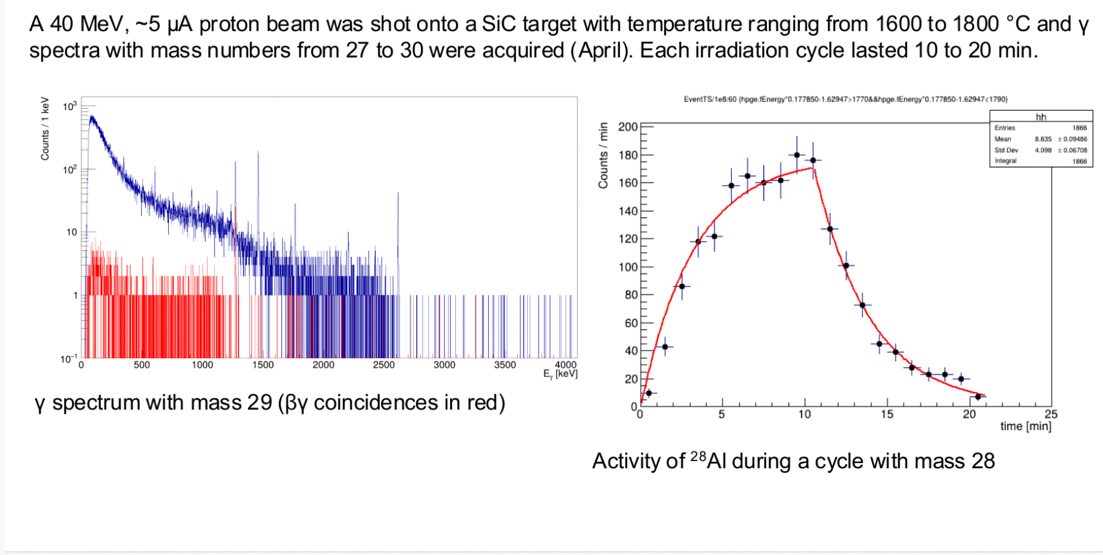 A 40 MeV, ~5 µA proton beam was shot onto a SiC target with temperature ranging from 1600 to 1800 °C and γ
spectra with mass numbers from 27 to 30 were acquired (April). Each irradiation cycle lasted 10 to 20 min.
Counts / 1 keV
10³
10²
10
1
10⁻¹
0 500 1000 1500 2000 2500 3000 3500 4000
Eᵧ [keV]
γ spectrum with mass 29 (βγ coincidences in red)
EventTS/1e8/60 {hpge.fEnergy*0.177850-1.62947>1770&&hpge.fEnergy*0.177850-1.62947<1790}
hh
Entries 1866
Mean 8.635 ± 0.09486
Std Dev 4.098 ± 0.06708
Integral 1866
Counts / min
200
180
160
140
120
100
80
60
40
20
0
0 5 10 15 20 25
time [min]
Activity of ²⁸Al during a cycle with mass 28